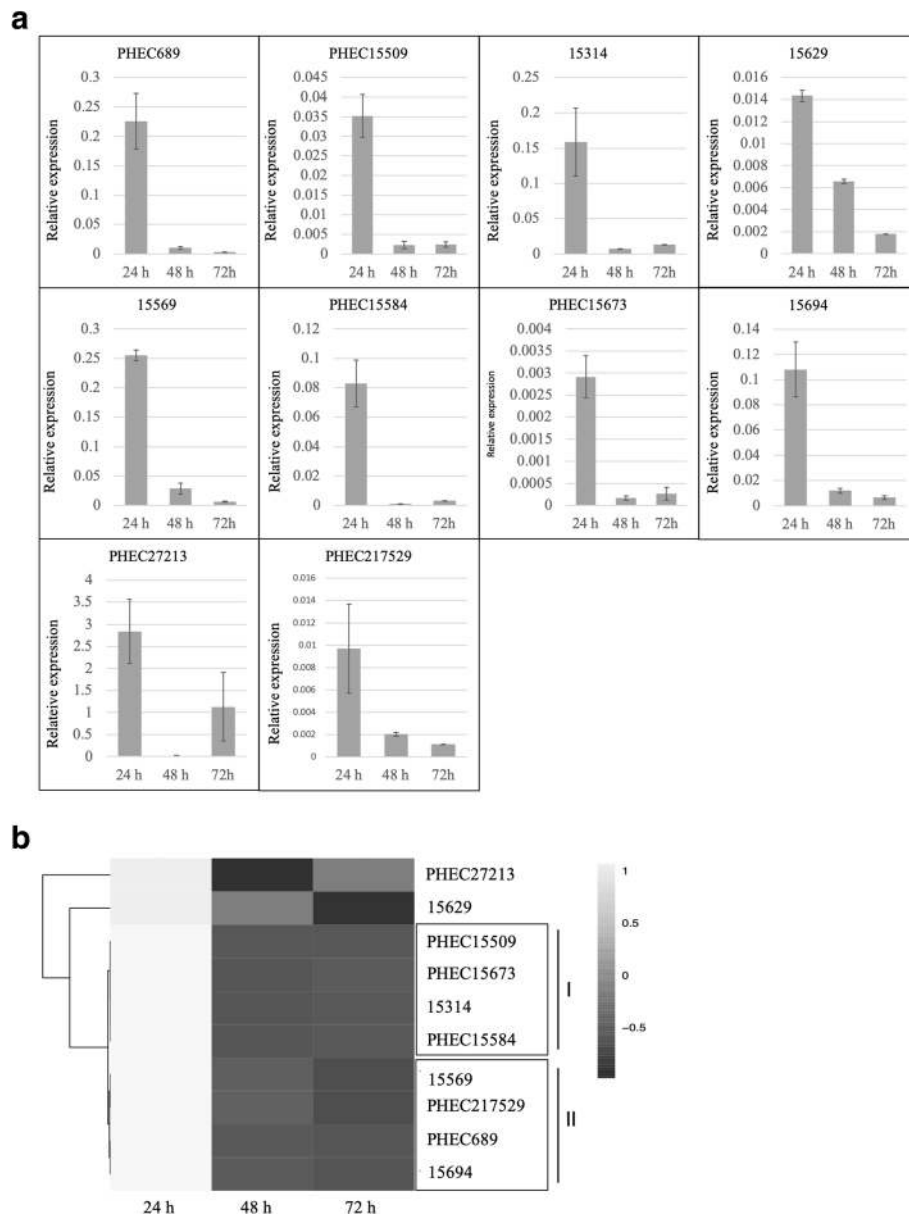 a
PHEC689
Relative expression
0.3
0.25
0.2
0.15
0.1
0.05
0
24 h 48 h 72h
PHEC15509
Relative expression
0.045
0.04
0.035
0.03
0.025
0.02
0.015
0.01
0.005
0
24 h 48 h 72h
15314
Relative expression
0.25
0.2
0.15
0.1
0.05
0
24 h 48 h 72h
15629
Relative expression
0.016
0.014
0.012
0.01
0.008
0.006
0.004
0.002
0
24 h 48 h 72h
15569
Relative expression
0.3
0.25
0.2
0.15
0.1
0.05
0
24 h 48 h 72h
PHEC15584
Relative expression
0.12
0.1
0.08
0.06
0.04
0.02
0
24 h 48 h 72h
PHEC15673
Relative expression
0.004
0.0035
0.003
0.0025
0.002
0.0015
0.001
0.0005
0
24 h 48 h 72h
15694
Relative expression
0.14
0.12
0.1
0.08
0.06
0.04
0.02
0
24 h 48 h 72h
PHEC27213
Relateive expression
4
3.5
3
2.5
2
1.5
1
0.5
0
24 h 48 h 72h
PHEC217529
Relative expression
0.016
0.014
0.012
0.01
0.008
0.006
0.004
0.002
0
24 h 48 h 72h
b
PHEC27213
15629
PHEC15509
PHEC15673
15314
PHEC15584
I
15569
PHEC217529
PHEC689
15694
II
24 h 48 h 72 h
1
0.5
0
−0.5